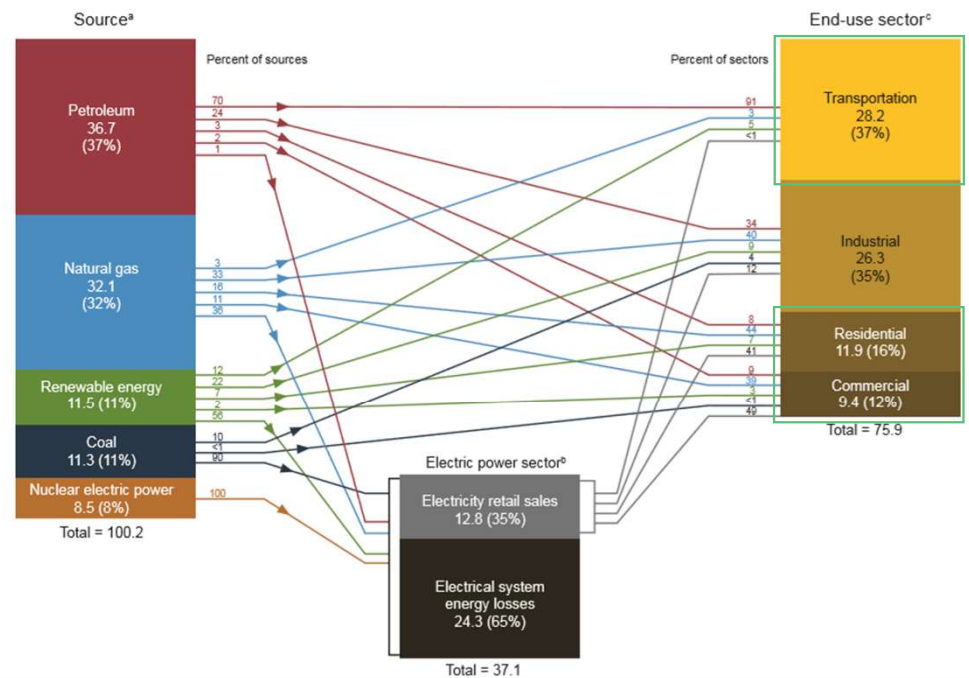 Sourceᵃ
End-use sectorᶜ
Percent of sources
Percent of sectors
Petroleum
36.7
(37%)
70
24
3
2
1
Natural gas
32.1
(32%)
3
33
16
11
36
Renewable energy
11.5 (11%)
12
22
7
2
56
Coal
11.3 (11%)
10
<1
90
Nuclear electric power
8.5 (8%)
100
Total = 100.2
Electric power sectorᵇ
Electricity retail sales
12.8 (35%)
Electrical system
energy losses
24.3 (65%)
Total = 37.1
91
3
5
<1
Transportation
28.2
(37%)
34
40
9
4
12
Industrial
26.3
(35%)
8
44
7
41
Residential
11.9 (16%)
9
39
3
<1
49
Commercial
9.4 (12%)
Total = 75.9